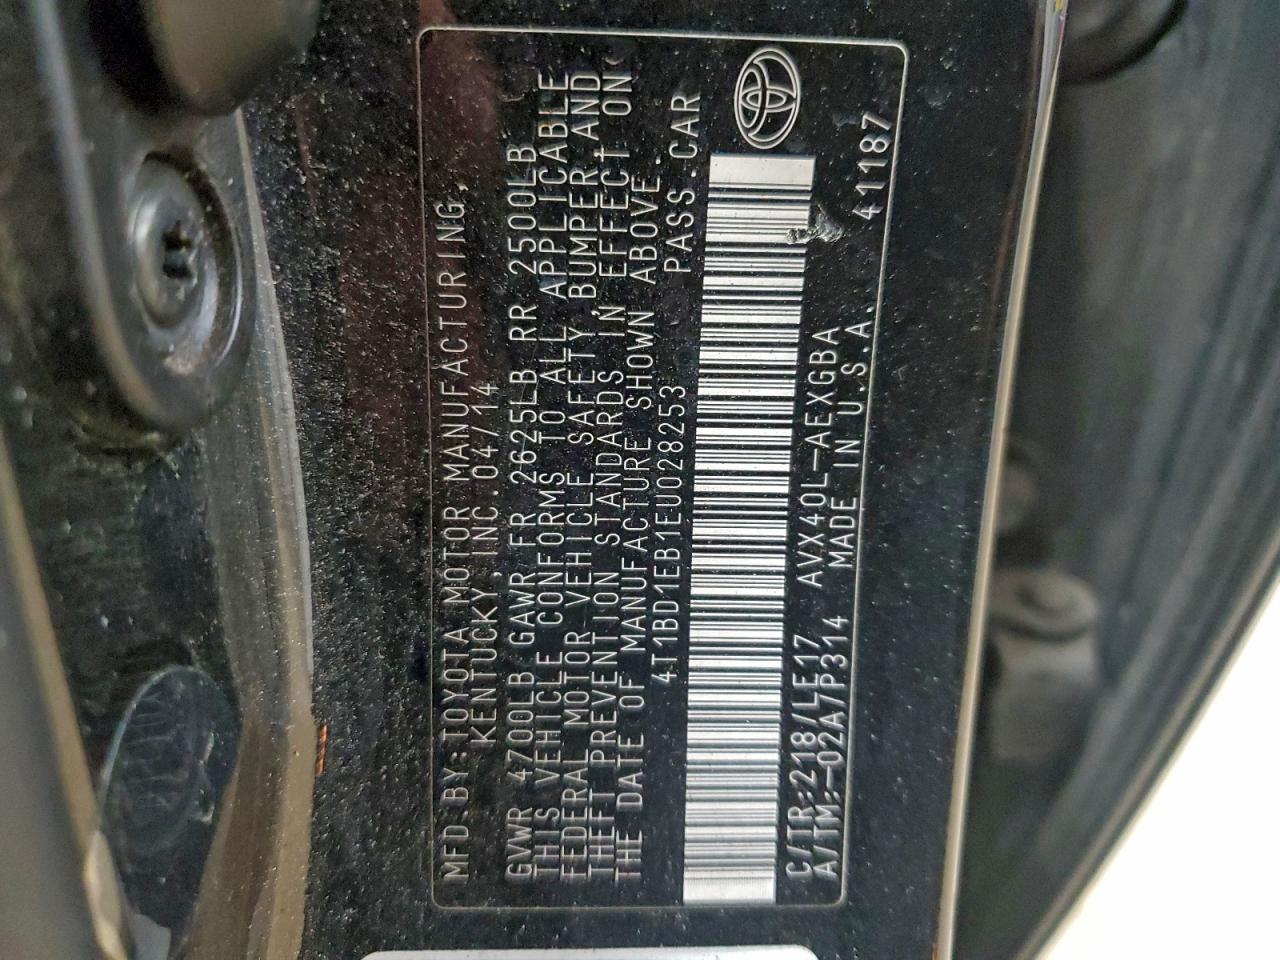 MFD.BY:TOYOTA MOTOR MANUFACTURING,
KENTUCKY,INC.04/14
GVWR 4700LB GAWR FR 2625LB RR 2500LB
THIS VEHICLE CONFORMS TO ALL APPLICABLE
FEDERAL MOTOR VEHICLE SAFETY,BUMPER,AND
THEFT PREVENTION STANDARDS IN EFFECT ON
THE DATE OF MANUFACTURE SHOWN ABOVE.
4T1BD1EB1EU028253 PASS.CAR
C/TR:218/LE17 AVX40L-AEXGBA
A/TM:-02A/P314 MADE IN U.S.A.
41187